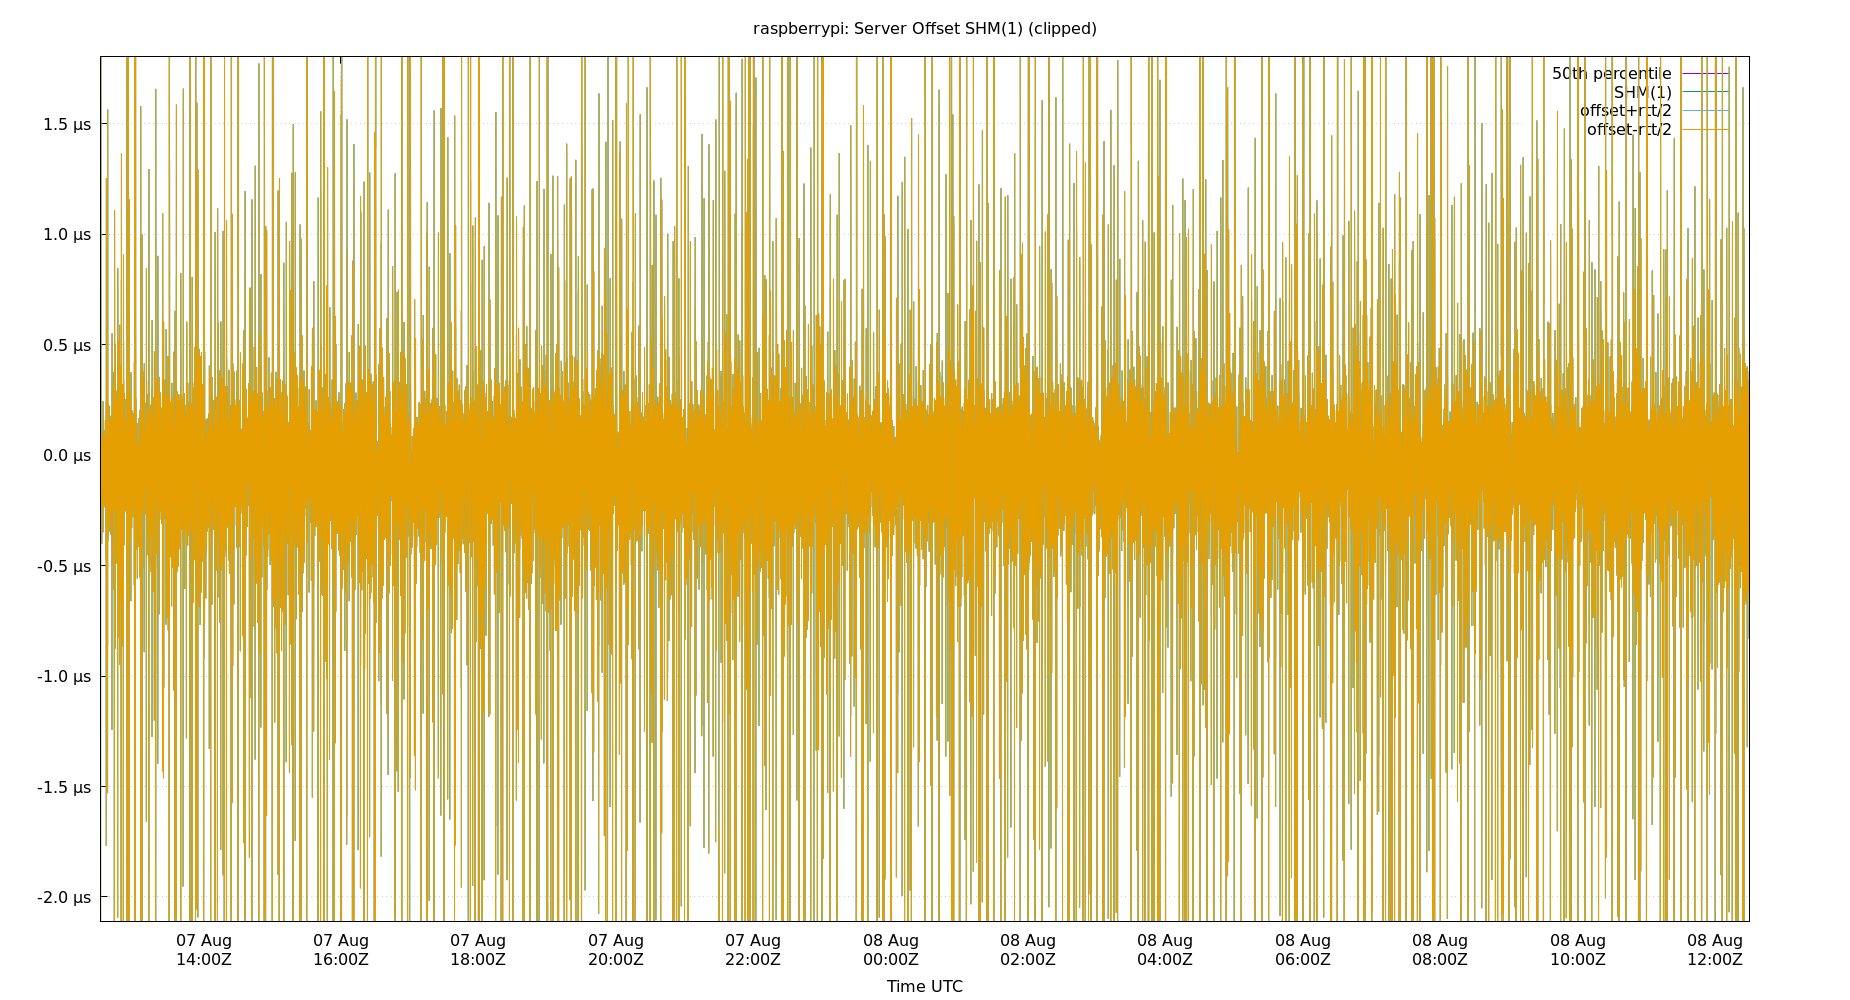 raspberrypi: Server Offset SHM(1) (clipped)
50th percentile
SHM(1)
offset+rtt/2
offset-rtt/2
1.5 µs
1.0 µs
0.5 µs
0.0 µs
-0.5 µs
-1.0 µs
-1.5 µs
-2.0 µs
07 Aug 07 Aug 07 Aug 07 Aug 07 Aug 08 Aug 08 Aug 08 Aug 08 Aug 08 Aug 08 Aug 08 Aug
14:00Z 16:00Z 18:00Z 20:00Z 22:00Z 00:00Z 02:00Z 04:00Z 06:00Z 08:00Z 10:00Z 12:00Z
Time UTC